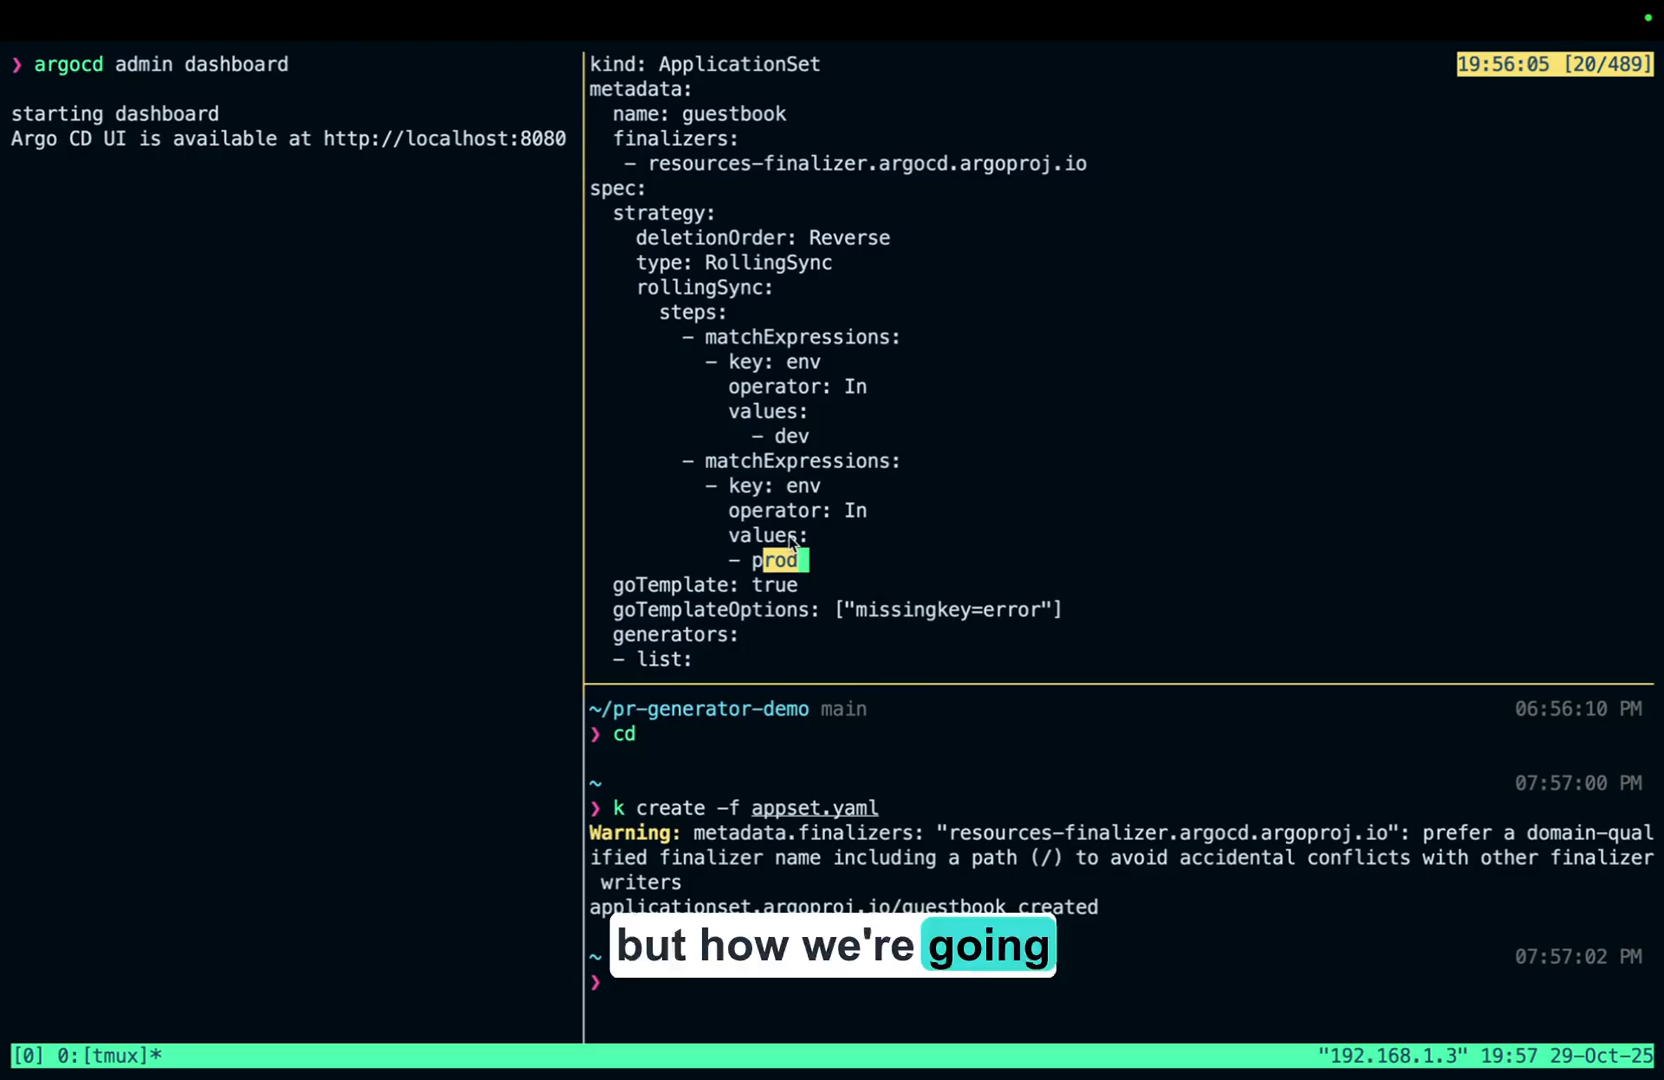 ❯ argocd admin dashboard
starting dashboard
Argo CD UI is available at http://localhost:8080
19:56:05 [20/489]
kind: ApplicationSet
metadata:
  name: guestbook
  finalizers:
   - resources-finalizer.argocd.argoproj.io
spec:
  strategy:
    deletionOrder: Reverse
    type: RollingSync
    rollingSync:
      steps:
        - matchExpressions:
          - key: env
            operator: In
            values:
              - dev
        - matchExpressions:
          - key: env
            operator: In
            values:
            - prod
  goTemplate: true
  goTemplateOptions: ["missingkey=error"]
  generators:
  - list:
~/pr-generator-demo main 06:56:10 PM
❯ cd
~ 07:57:00 PM
❯ k create -f appset.yaml
Warning: metadata.finalizers: "resources-finalizer.argocd.argoproj.io": prefer a domain-qual
ified finalizer name including a path (/) to avoid accidental conflicts with other finalizer
 writers
applicationset.argoproj.io/guestbook created
but how we're going
~ 07:57:02 PM
❯
[0] 0:[tmux]* "192.168.1.3" 19:57 29-Oct-25